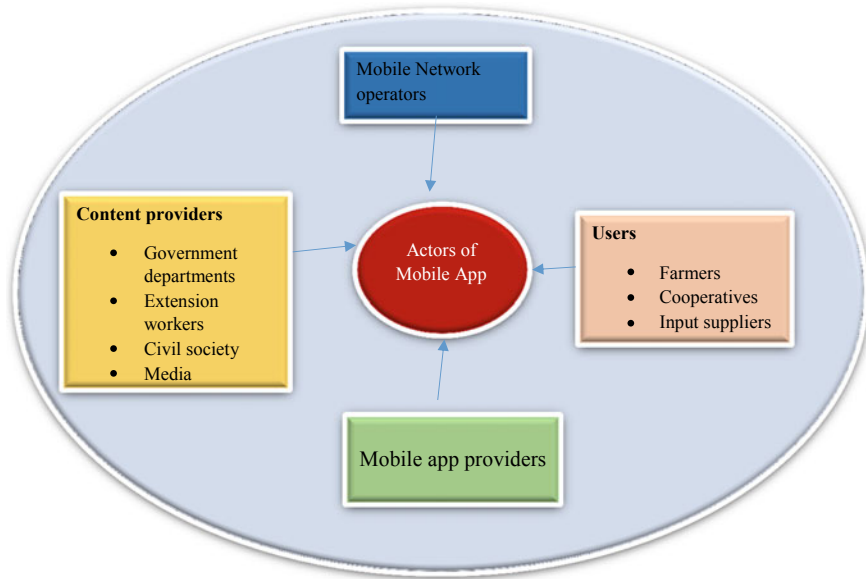 Mobile Network
operators
Content providers
• Government
departments
• Extension
workers
• Civil society
• Media
Actors of
Mobile App
Users
• Farmers
• Cooperatives
• Input suppliers
Mobile app providers